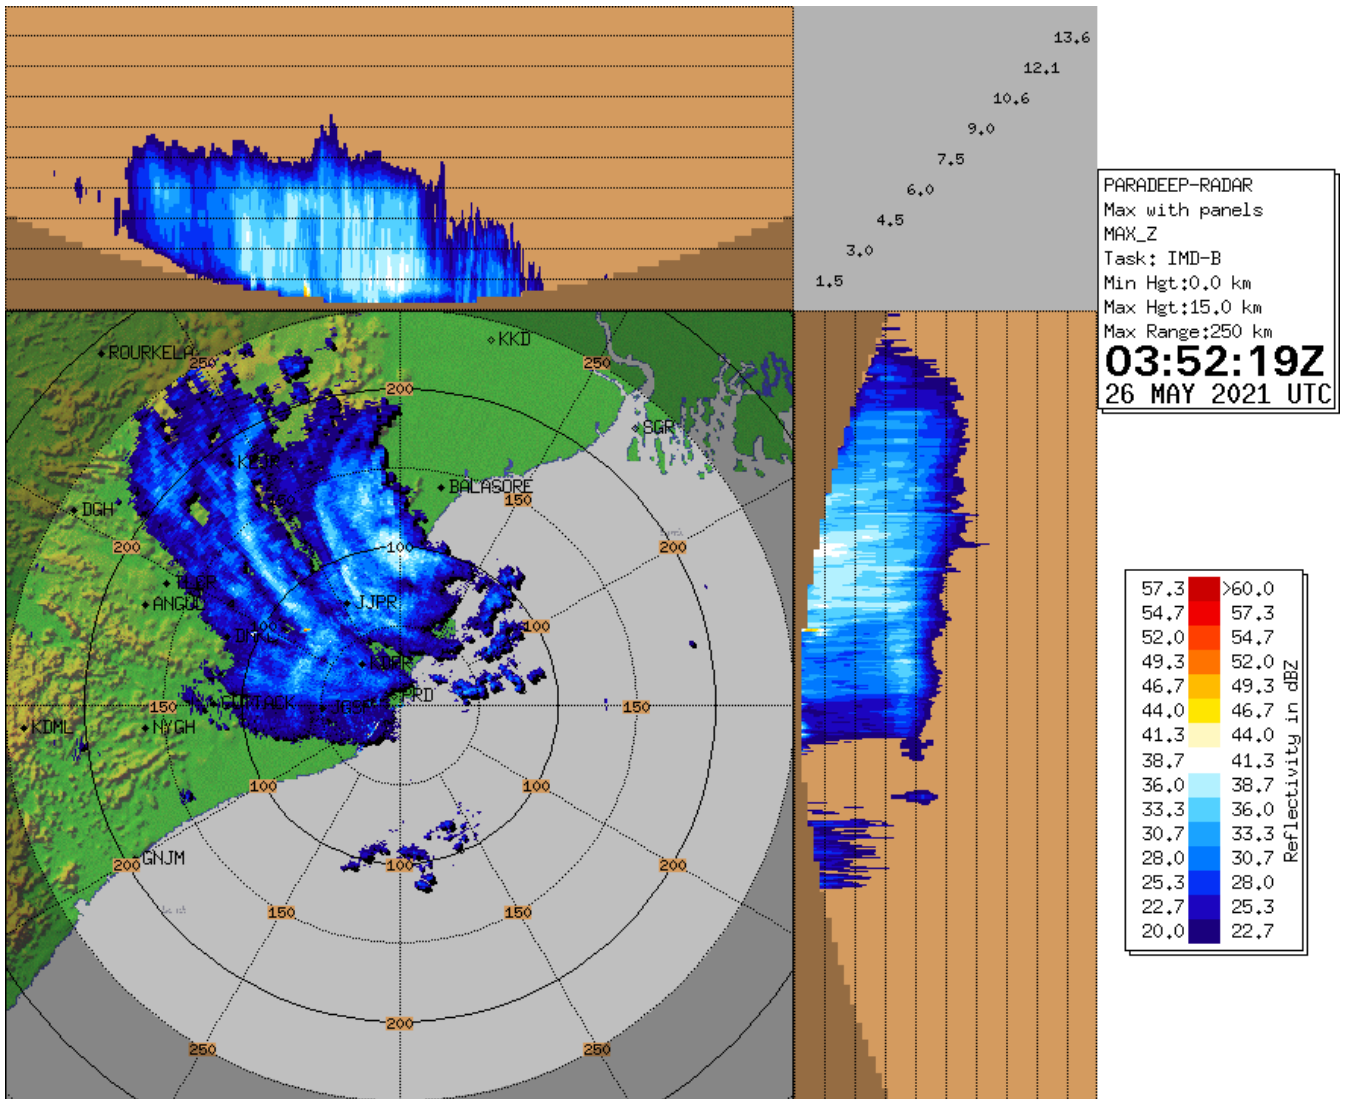 13.6
12.1
10.6
9.0
7.5
6.0
4.5
3.0
1.5
PARADEEP-RADAR
Max with panels
MAX_Z
Task: IMD-B
Min Hgt:0.0 km
Max Hgt:15.0 km
Max Range:250 km
03:52:19Z
26 MAY 2021 UTC
KKD
ROURKELA
250
250
200
SGR
BALASORE
150
150
DGH
200
100
200
ANGUL
JJPR
100
100
PRD
150
CUTTACK
150
KDML
NYGH
100
100
GNJM
200
100
200
150
150
200
250
250
57.3 >60.0
54.7 57.3
52.0 54.7
49.3 52.0
46.7 49.3
44.0 46.7
41.3 44.0
38.7 41.3
36.0 38.7
33.3 36.0
30.7 33.3
28.0 30.7
25.3 28.0
22.7 25.3
20.0 22.7
Reflectivity in dBZ